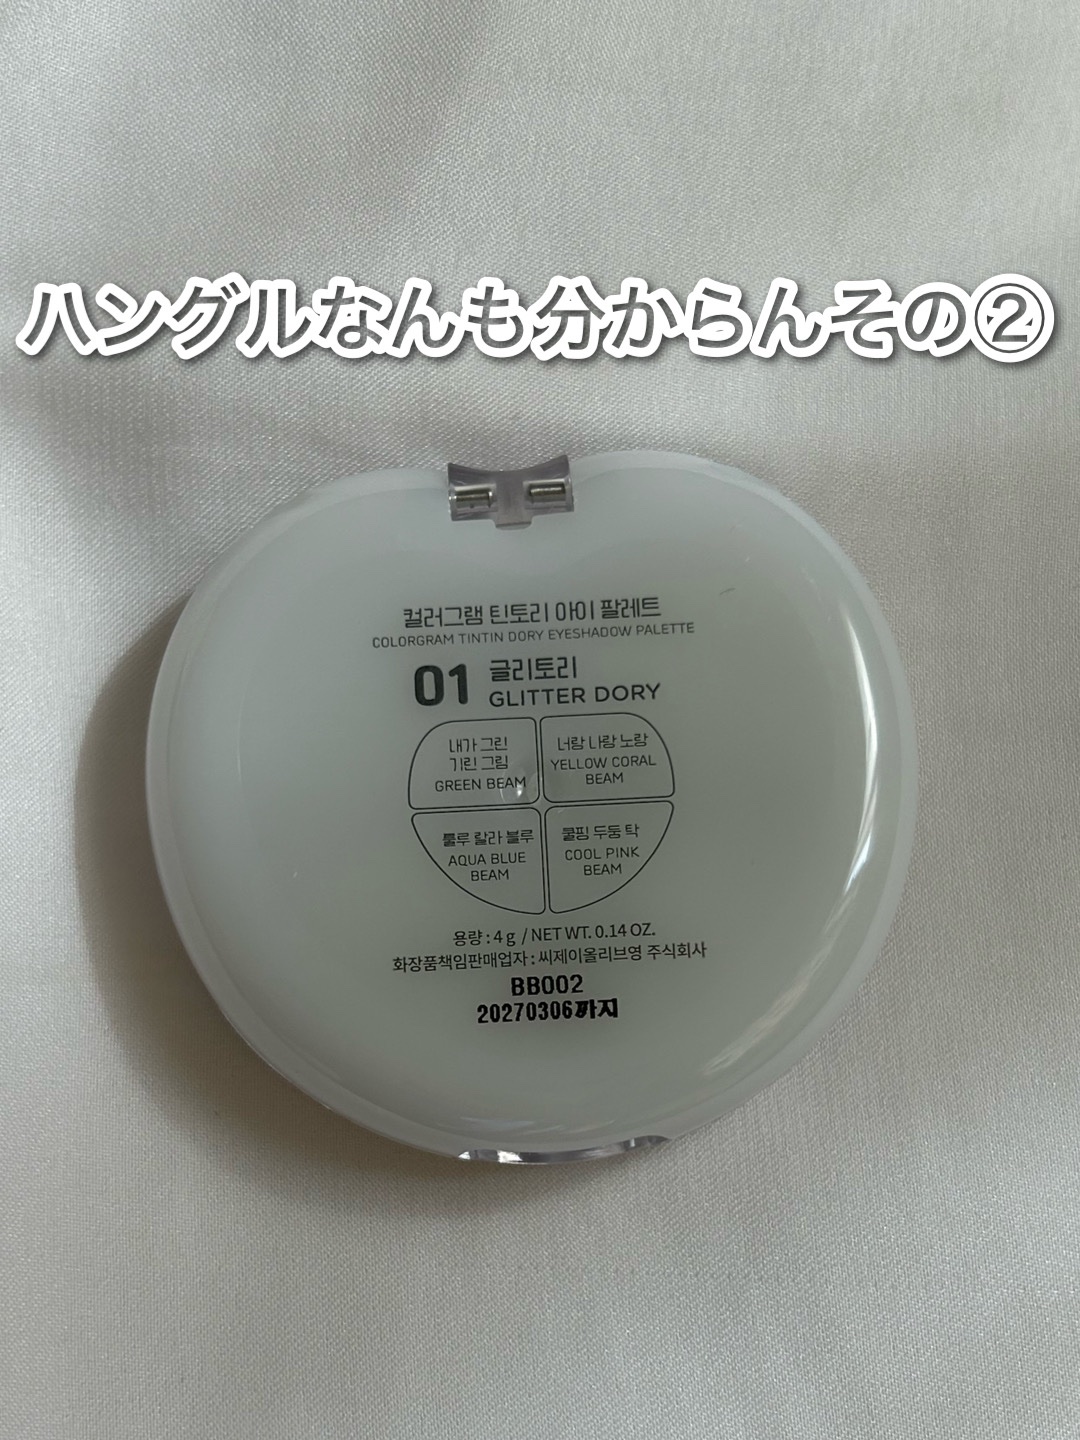 ハングルなんも分からんその②
컬러그램 틴토리 아이 팔레트
COLORGRAM TINTIN DORY EYESHADOW PALETTE
01 글리토리
GLITTER DORY
내가 그린
기린 그림
GREEN BEAM
너랑 나랑 노랑
YELLOW CORAL
BEAM
룰루 랄라 블루
AQUA BLUE
BEAM
쿨핑 두둥 탁
COOL PINK
BEAM
용량 : 4 g / NET WT. 0.14 OZ.
화장품책임판매업자 : 씨제이올리브영 주식회사
BB002
20270306까지